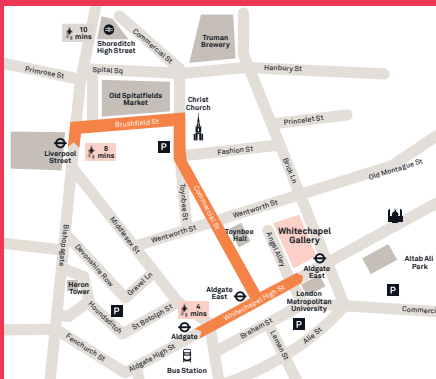 10
mins
Shoreditch
High Street
Commercial St
Truman
Brewery
Primrose St
Spital Sq
Hanbury St
Old Spitalfields
Market
Christ
Church
Brushfield St
Princelet St
Liverpool
Street
8
mins
P
Fashion St
Brick Ln
Old Montague St
Toynbee St
Commercial St
Wentworth St
Wentworth St
Bishopsgate
Middlesex St
Toynbee
Hall
Angel Alley
Whitechapel
Gallery
Altab Ali
Park
Devonshire Row
Gravel Ln
Heron
Tower
Aldgate
East
Aldgate
East
London
Metropolitan
University
P
Houndsditch
P
St Botolph St
4
mins
Whitechapel High St
P
Commerci
Fenchurch St
Aldgate
Aldgate High St
Braham St
Leman St
Alie St
Bus Station